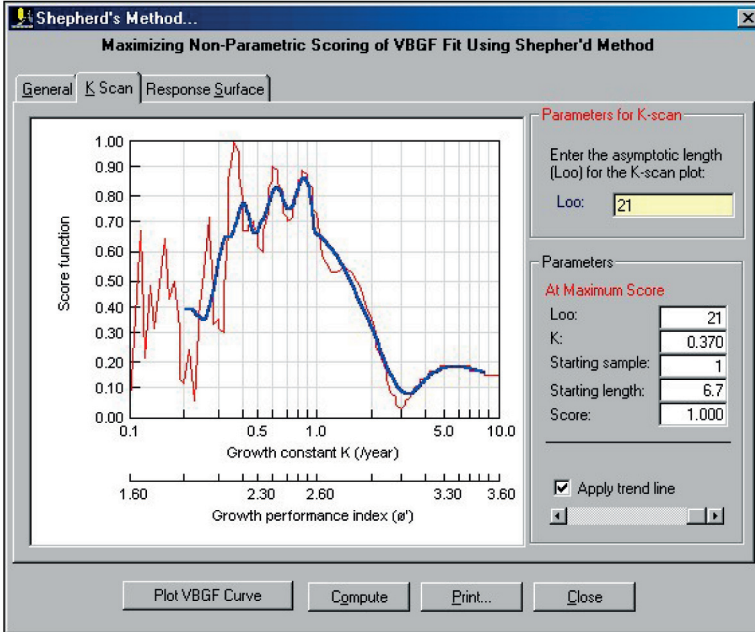 Shepherd's Method...
Maximizing Non-Parametric Scoring of VBGF Fit Using Shepher'd Method
General K Scan Response Surface
Score function
1.00
0.90
0.80
0.70
0.60
0.50
0.40
0.30
0.20
0.10
0.00
0.1 0.5 1.0 5.0 10.0
Growth constant K (/year)
1.60 2.30 2.60 3.30 3.60
Growth performance index (ø')
Parameters for K-scan
Enter the asymptotic length
(Loo) for the K-scan plot:
Loo: 21
Parameters
At Maximum Score
Loo: 21
K: 0.370
Starting sample: 1
Starting length: 6.7
Score: 1.000
Apply trend line
Plot VBGF Curve Compute Print... Close